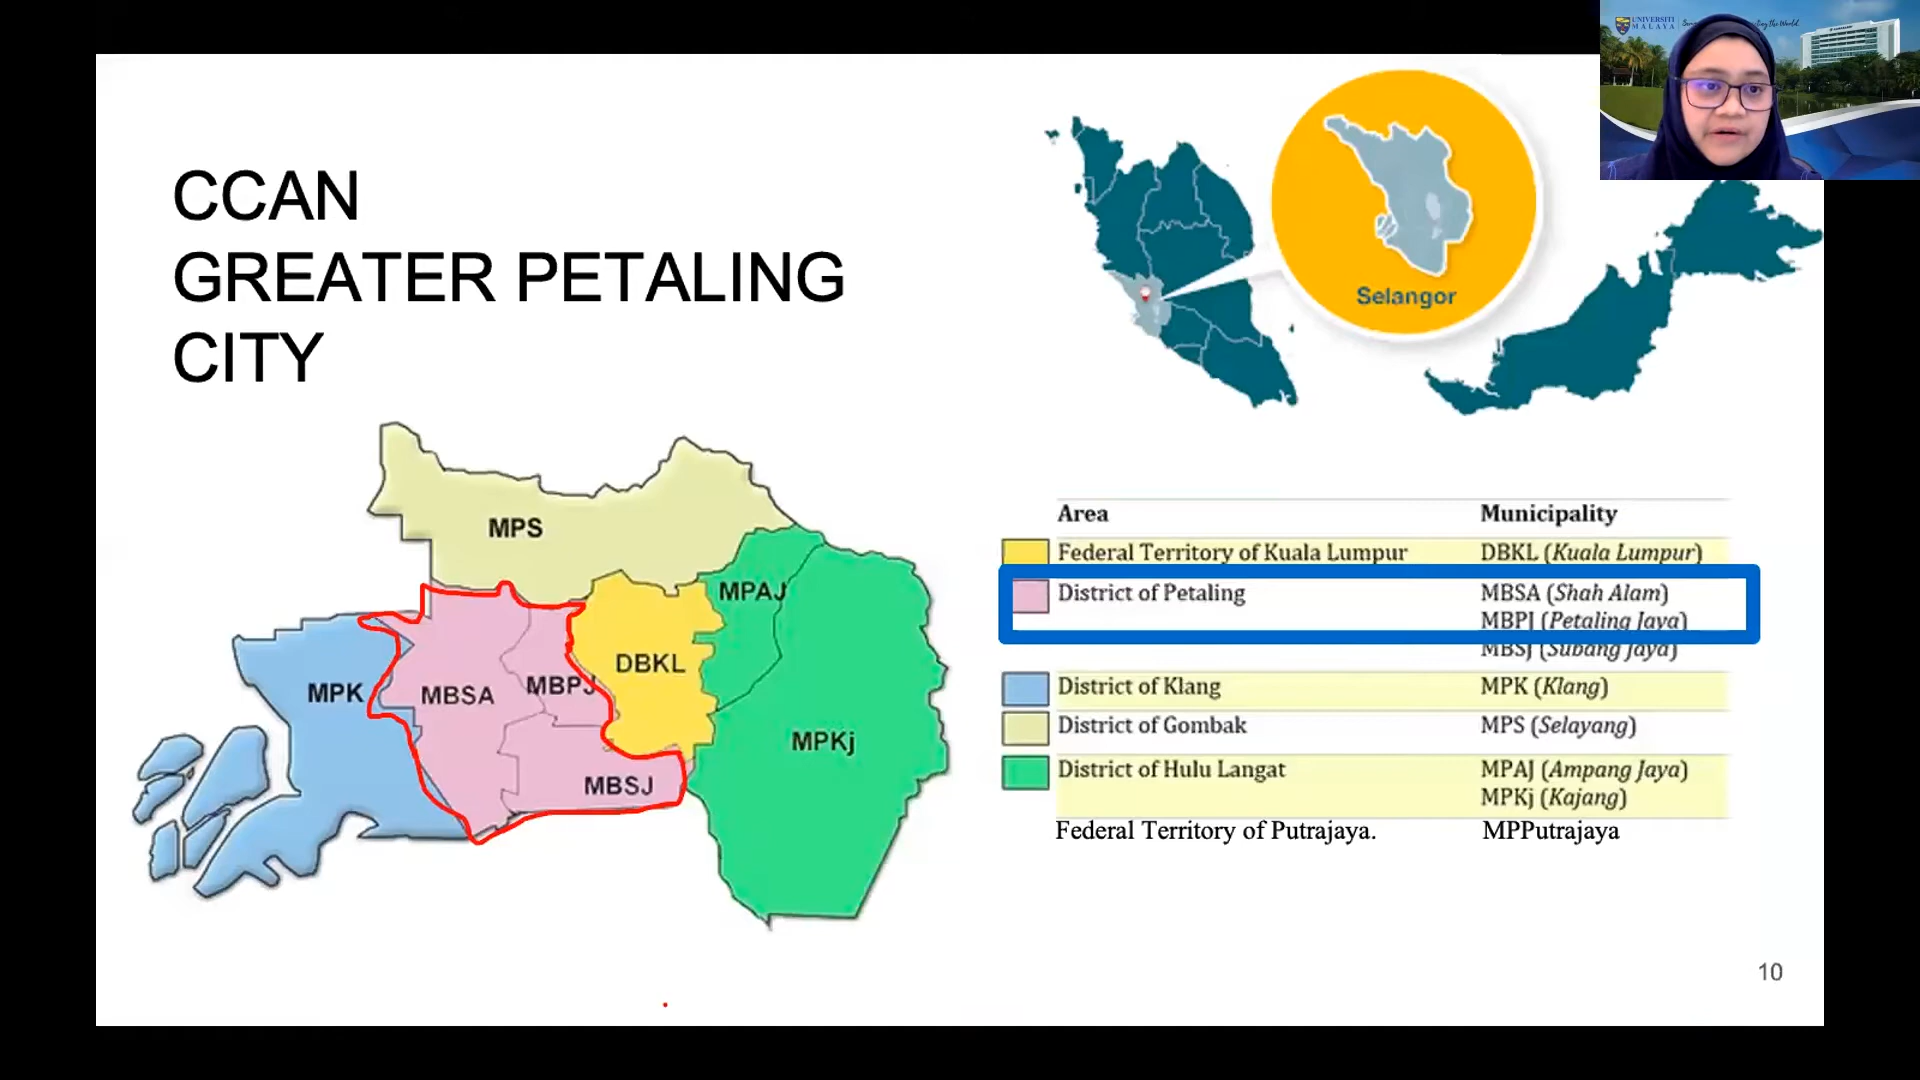 UNIVERSITI
MALAYA
CCAN
GREATER PETALING
CITY
Selangor
MPS
MPAJ
DBKL
MPK
MBSA
MBPJ
MPKj
MBSJ
Area Municipality
Federal Territory of Kuala Lumpur DBKL (Kuala Lumpur)
District of Petaling MBSA (Shah Alam)
MBPJ (Petaling Jaya)
MBSJ (Subang Jaya)
District of Klang MPK (Klang)
District of Gombak MPS (Selayang)
District of Hulu Langat MPAJ (Ampang Jaya)
MPKj (Kajang)
Federal Territory of Putrajaya. MPPutrajaya
10